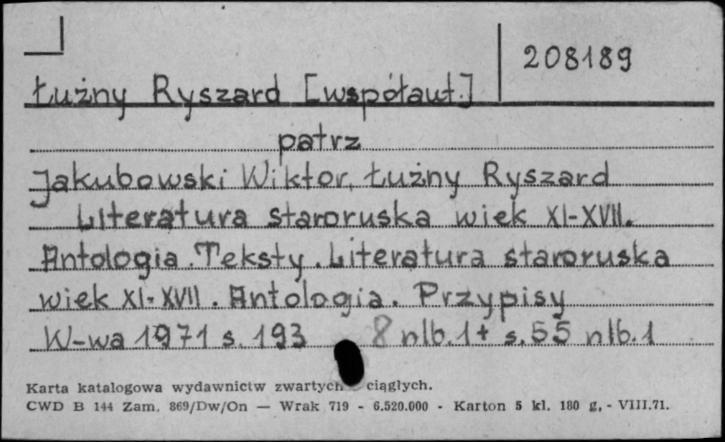 208189
Łużny Ryszard [współaut.]
patrz
Jakubowski Wiktor, Łużny Ryszard
Literatura staroruska wiek XI-XVII.
Antologia. Teksty. Literatura staroruska
wiek XI-XVII. Antologia. Przypisy
W-wa 1971 s. 193 8 nlb. 1 + s. 55 nlb. 1
Karta katalogowa wydawnictw zwartych ciągłych.
CWD B 144 Zam. 869/Dw/On — Wrak 719 - 6.520.000 - Karton 5 kl. 180 g, - VIII.71.